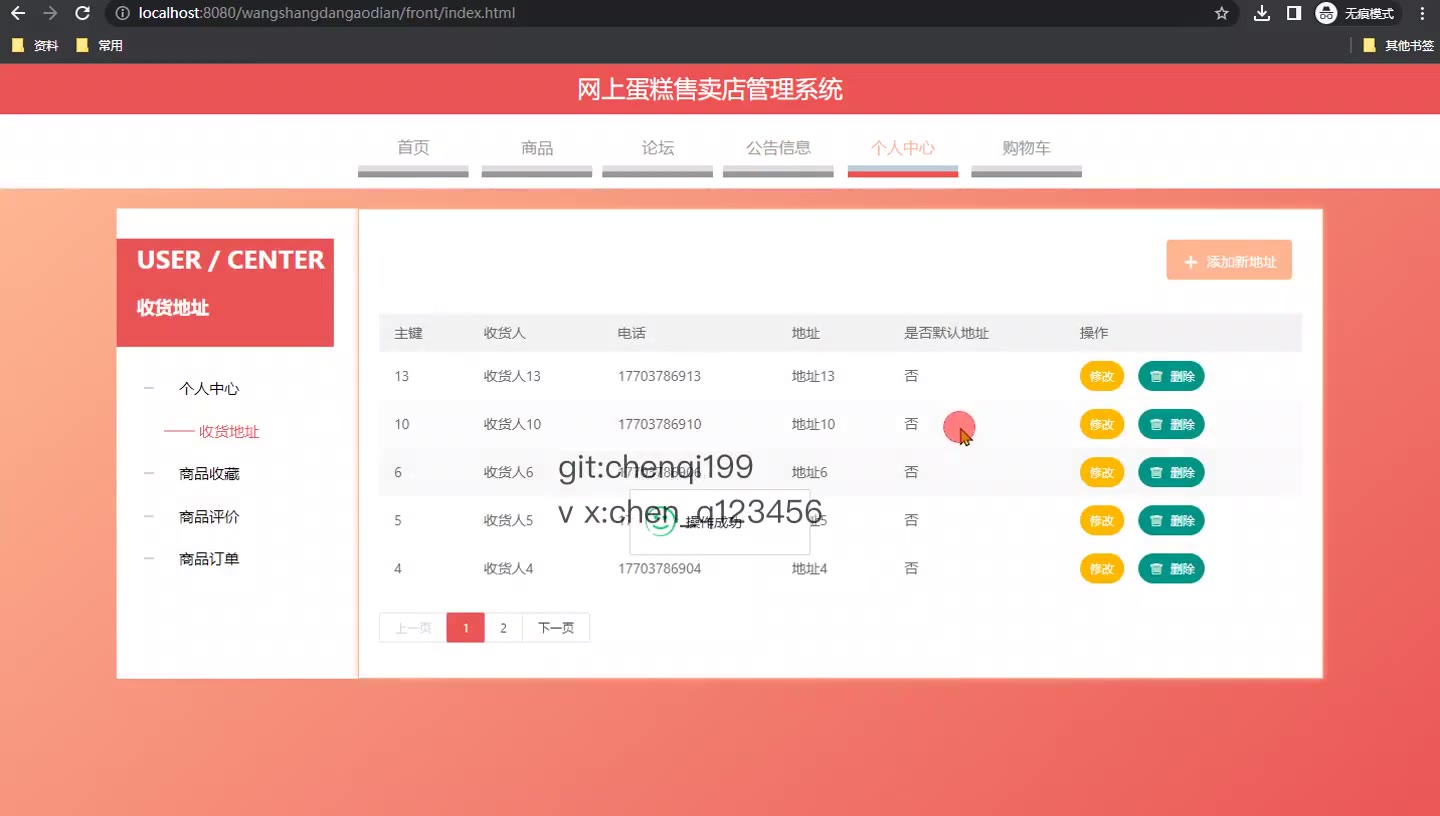 localhost:8080/wangshangdangaodian/front/index.html
无痕模式
资料 常用 其他书签
网上蛋糕售卖店管理系统
首页 商品 论坛 公告信息 个人中心 购物车
USER / CENTER
收货地址
个人中心
收货地址
商品收藏
商品评价
商品订单
添加新地址
主键 收货人 电话 地址 是否默认地址 操作
13 收货人13 17703786913 地址13 否 修改 删除
10 收货人10 17703786910 地址10 否 修改 删除
6 收货人6 17703786906 地址6 否 修改 删除
git:chenqi199
5 收货人5 否 修改 删除
v x:chen_q123456
操作成功
4 收货人4 17703786904 地址4 否 修改 删除
上一页 1 2 下一页